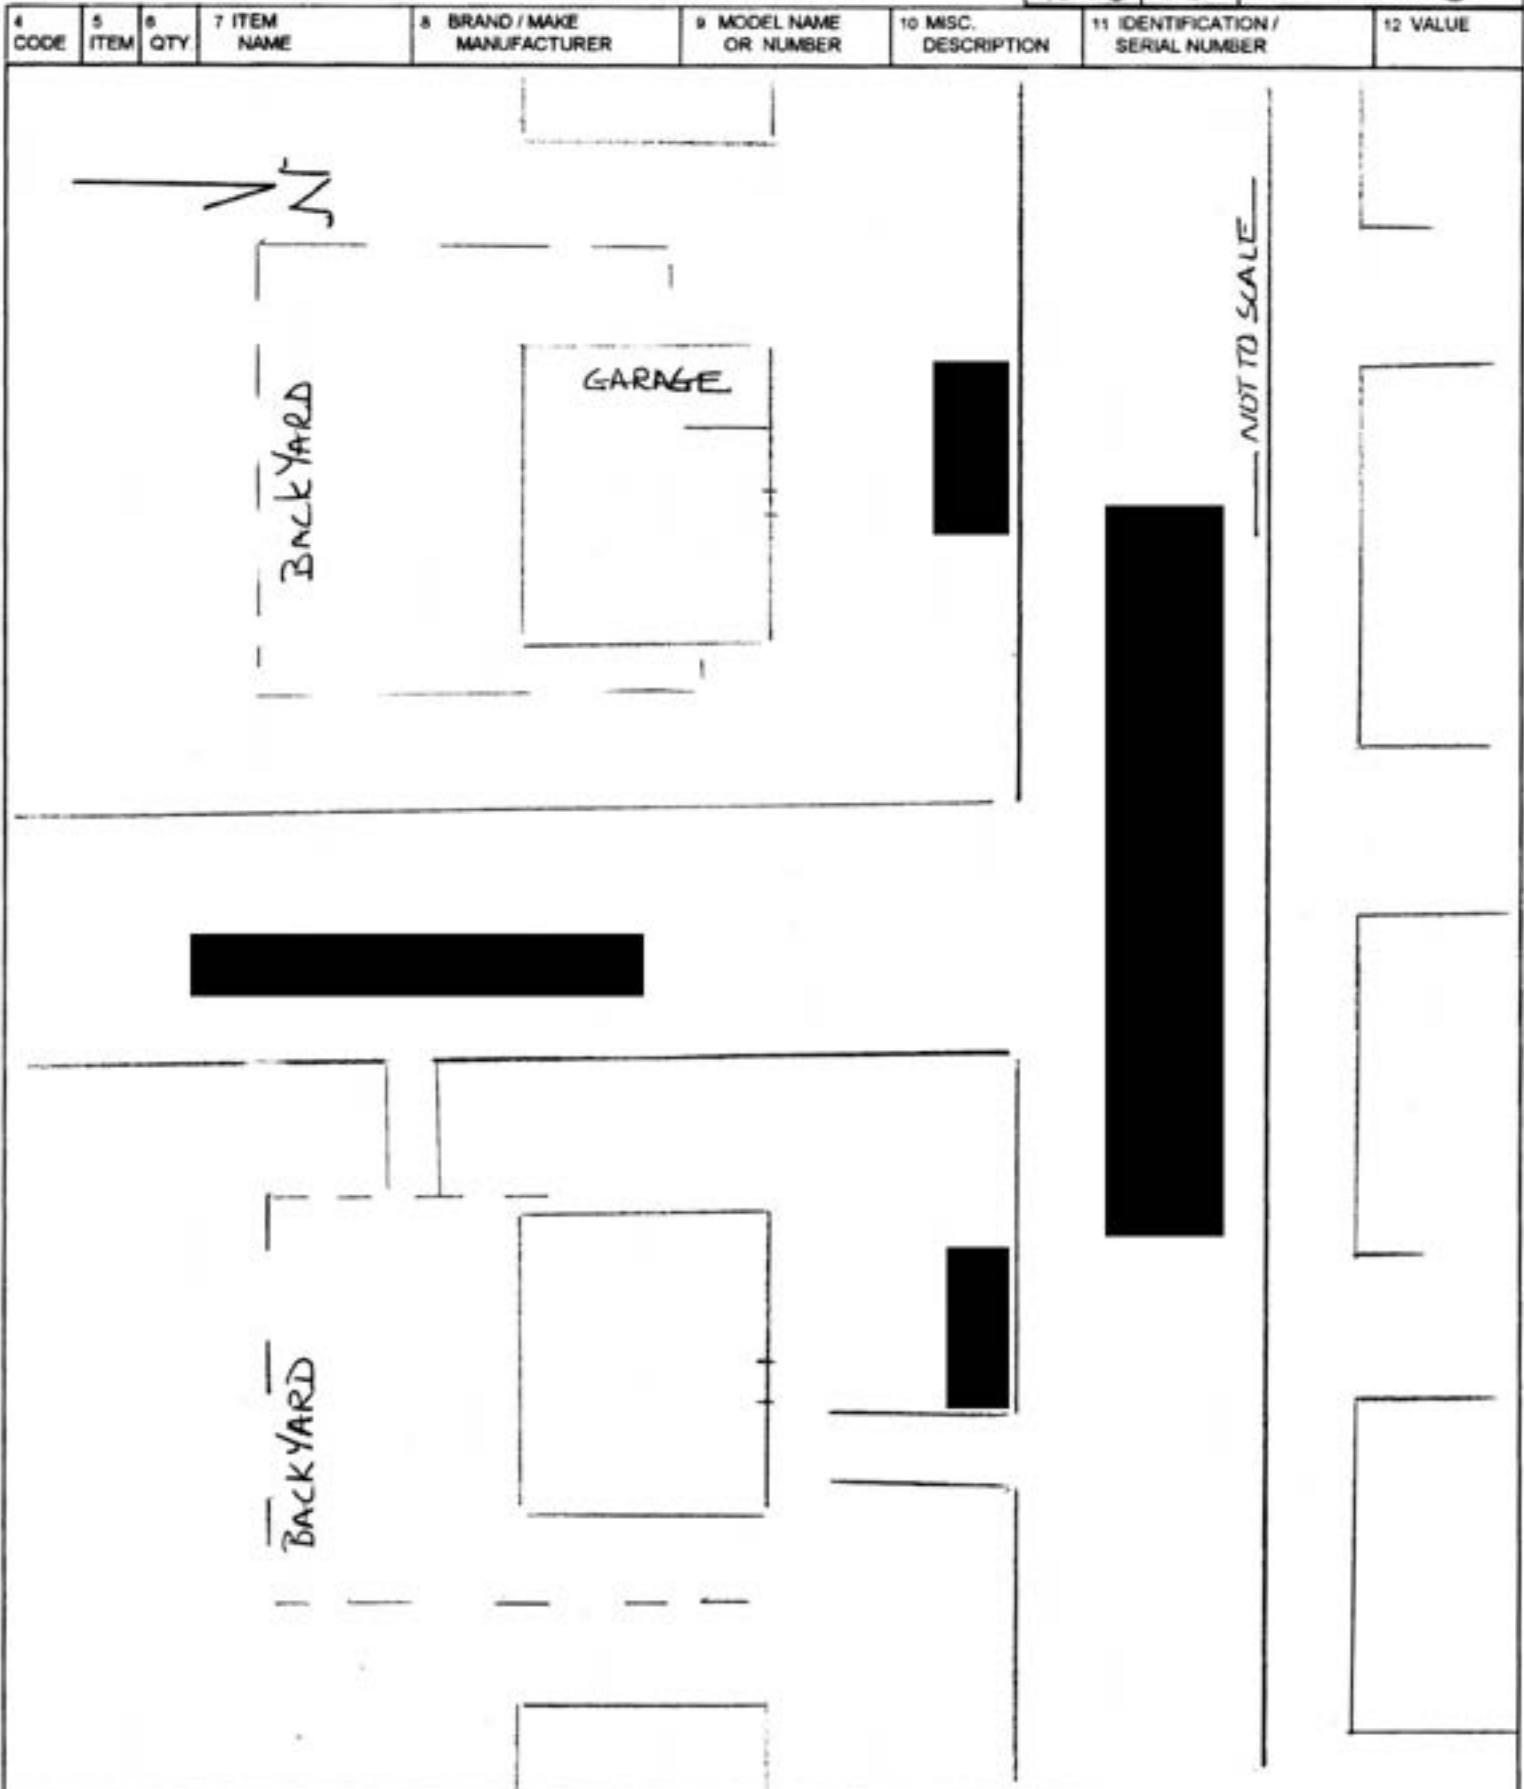 4 CODE
5 ITEM
6 QTY
7 ITEM NAME
8 BRAND / MAKE MANUFACTURER
9 MODEL NAME OR NUMBER
10 MISC. DESCRIPTION
11 IDENTIFICATION / SERIAL NUMBER
12 VALUE
N
GARAGE
BACKYARD
NOT TO SCALE
BACKYARD